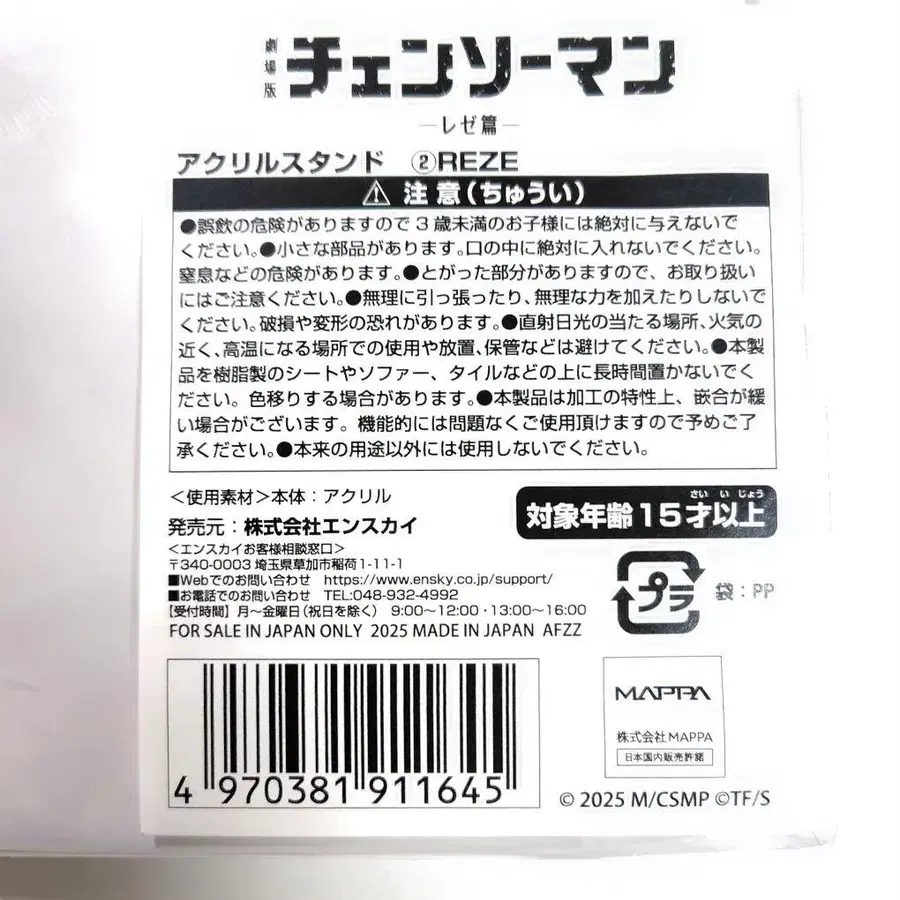 劇場版 チェンソーマン
—レゼ篇—
アクリルスタンド ②REZE
⚠ 注意(ちゅうい)
●誤飲の危険がありますので3歳未満のお子様には絶対に与えないで
ください。●小さな部品があります。口の中に絶対に入れないでください。
窒息などの危険があります。●とがった部分がありますので、お取り扱い
にはご注意ください。●無理に引っ張ったり、無理な力を加えたりしないで
ください。破損や変形の恐れがあります。●直射日光の当たる場所、火気の
近く、高温になる場所での使用や放置、保管などは避けてください。●本製
品を樹脂製のシートやソファー、タイルなどの上に長時間置かないでく
ださい。色移りする場合があります。●本製品は加工の特性上、嵌合が緩
い場合がございます。機能的には問題なくご使用頂けますので予めご了
承ください。●本来の用途以外には使用しないでください。
<使用素材>本体:アクリル
発売元:株式会社エンスカイ
<エンスカイお客様相談窓口>
〒340-0003 埼玉県草加市稲荷1-11-1
■Webでのお問い合わせ https://www.ensky.co.jp/support/
■お電話でのお問い合わせ TEL:048-932-4992
【受付時間】月～金曜日(祝日を除く) 9:00～12:00・13:00～16:00
FOR SALE IN JAPAN ONLY 2025 MADE IN JAPAN AFZZ
さい い じょう
対象年齢15才以上
プラ 袋:PP
4 970381 911645
MAPPA
株式会社MAPPA
日本国内販売許諾
© 2025 M/CSMP ©TF/S